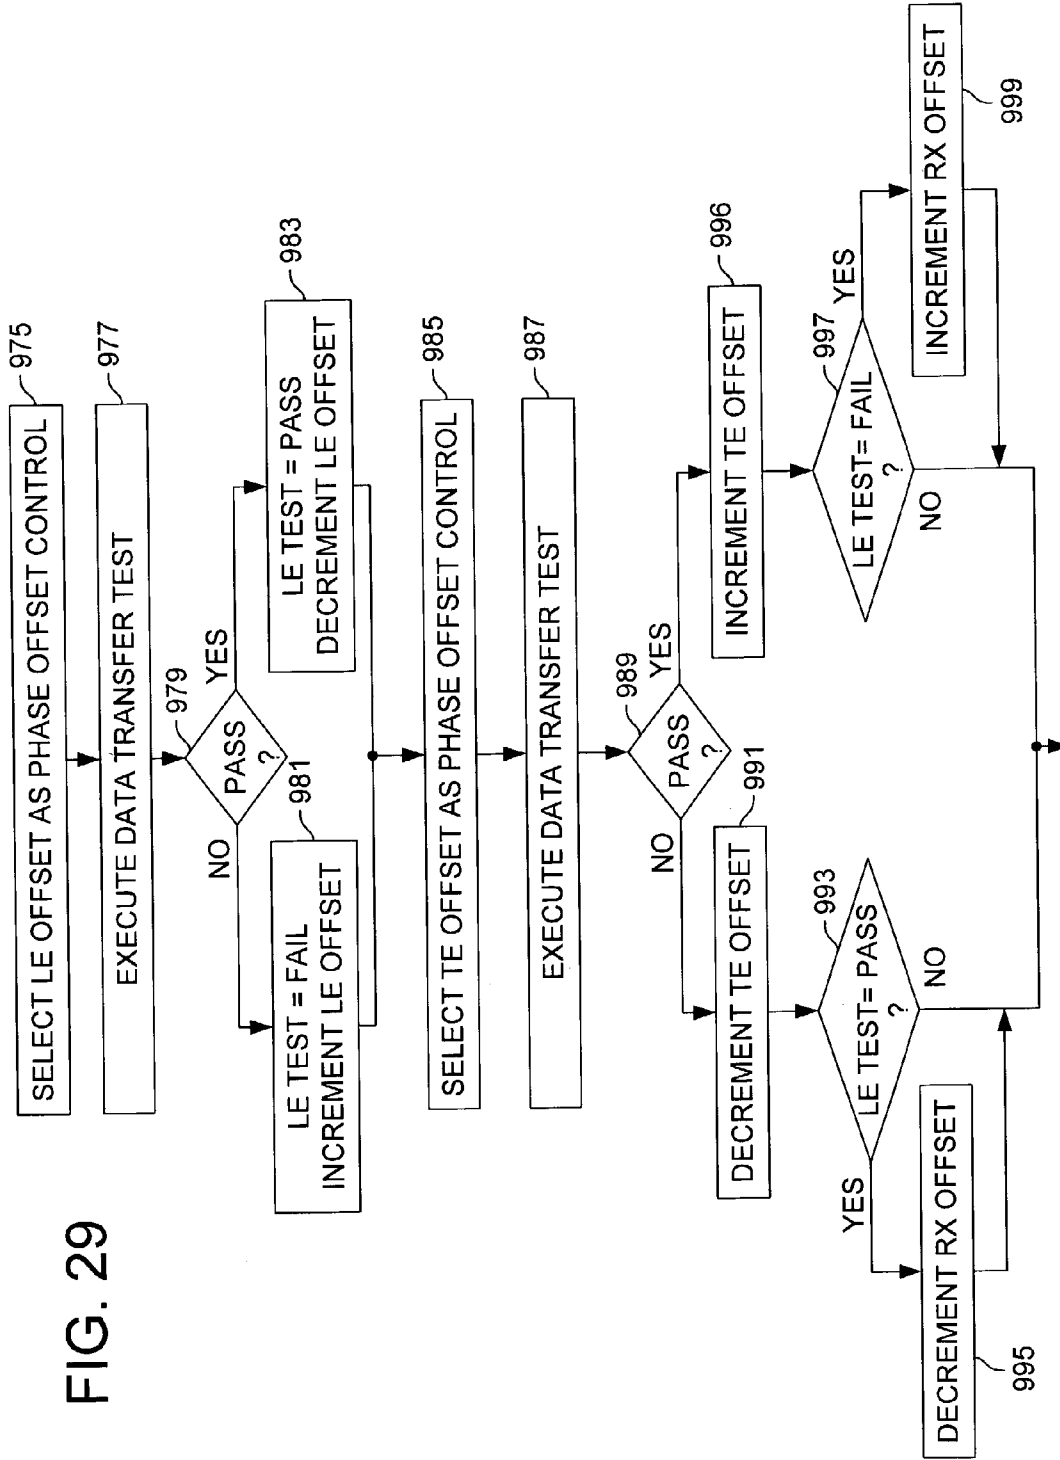 FIG. 29
SELECT LE OFFSET AS PHASE OFFSET CONTROL
975
EXECUTE DATA TRANSFER TEST
977
PASS
?
979
NO
YES
LE TEST = FAIL
INCREMENT LE OFFSET
981
LE TEST = PASS
DECREMENT LE OFFSET
983
SELECT TE OFFSET AS PHASE OFFSET CONTROL
985
EXECUTE DATA TRANSFER TEST
987
PASS
?
989
NO
YES
DECREMENT TE OFFSET
991
INCREMENT TE OFFSET
996
LE TEST= PASS
?
993
YES
NO
LE TEST= FAIL
?
997
YES
NO
DECREMENT RX OFFSET
995
INCREMENT RX OFFSET
999